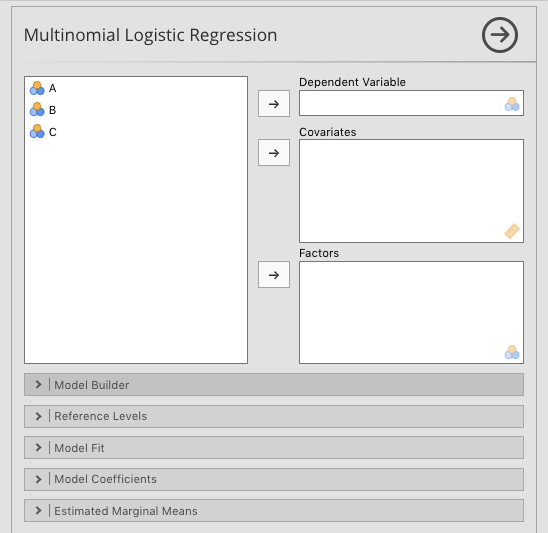 Multinomial Logistic Regression
A
B
C
Dependent Variable
Covariates
Factors
Model Builder
Reference Levels
Model Fit
Model Coefficients
Estimated Marginal Means